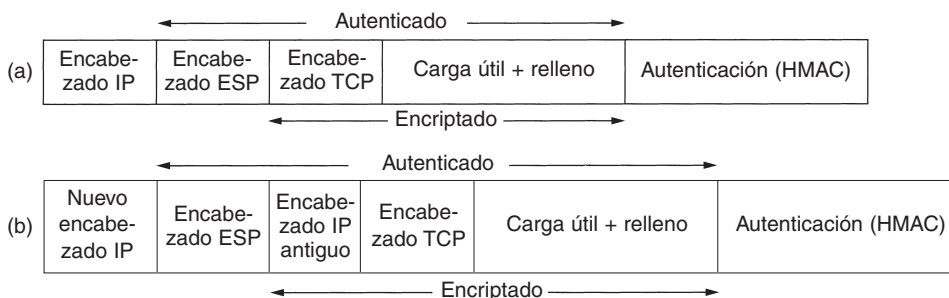 Autenticado
(a)
Encabe-
zado IP
Encabe-
zado ESP
Encabe-
zado TCP
Carga útil + relleno
Autenticación (HMAC)
Encriptado
Autenticado
(b)
Nuevo
encabe-
zado IP
Encabe-
zado ESP
Encabe-
zado IP
antiguo
Encabe-
zado TCP
Carga útil + relleno
Autenticación (HMAC)
Encriptado